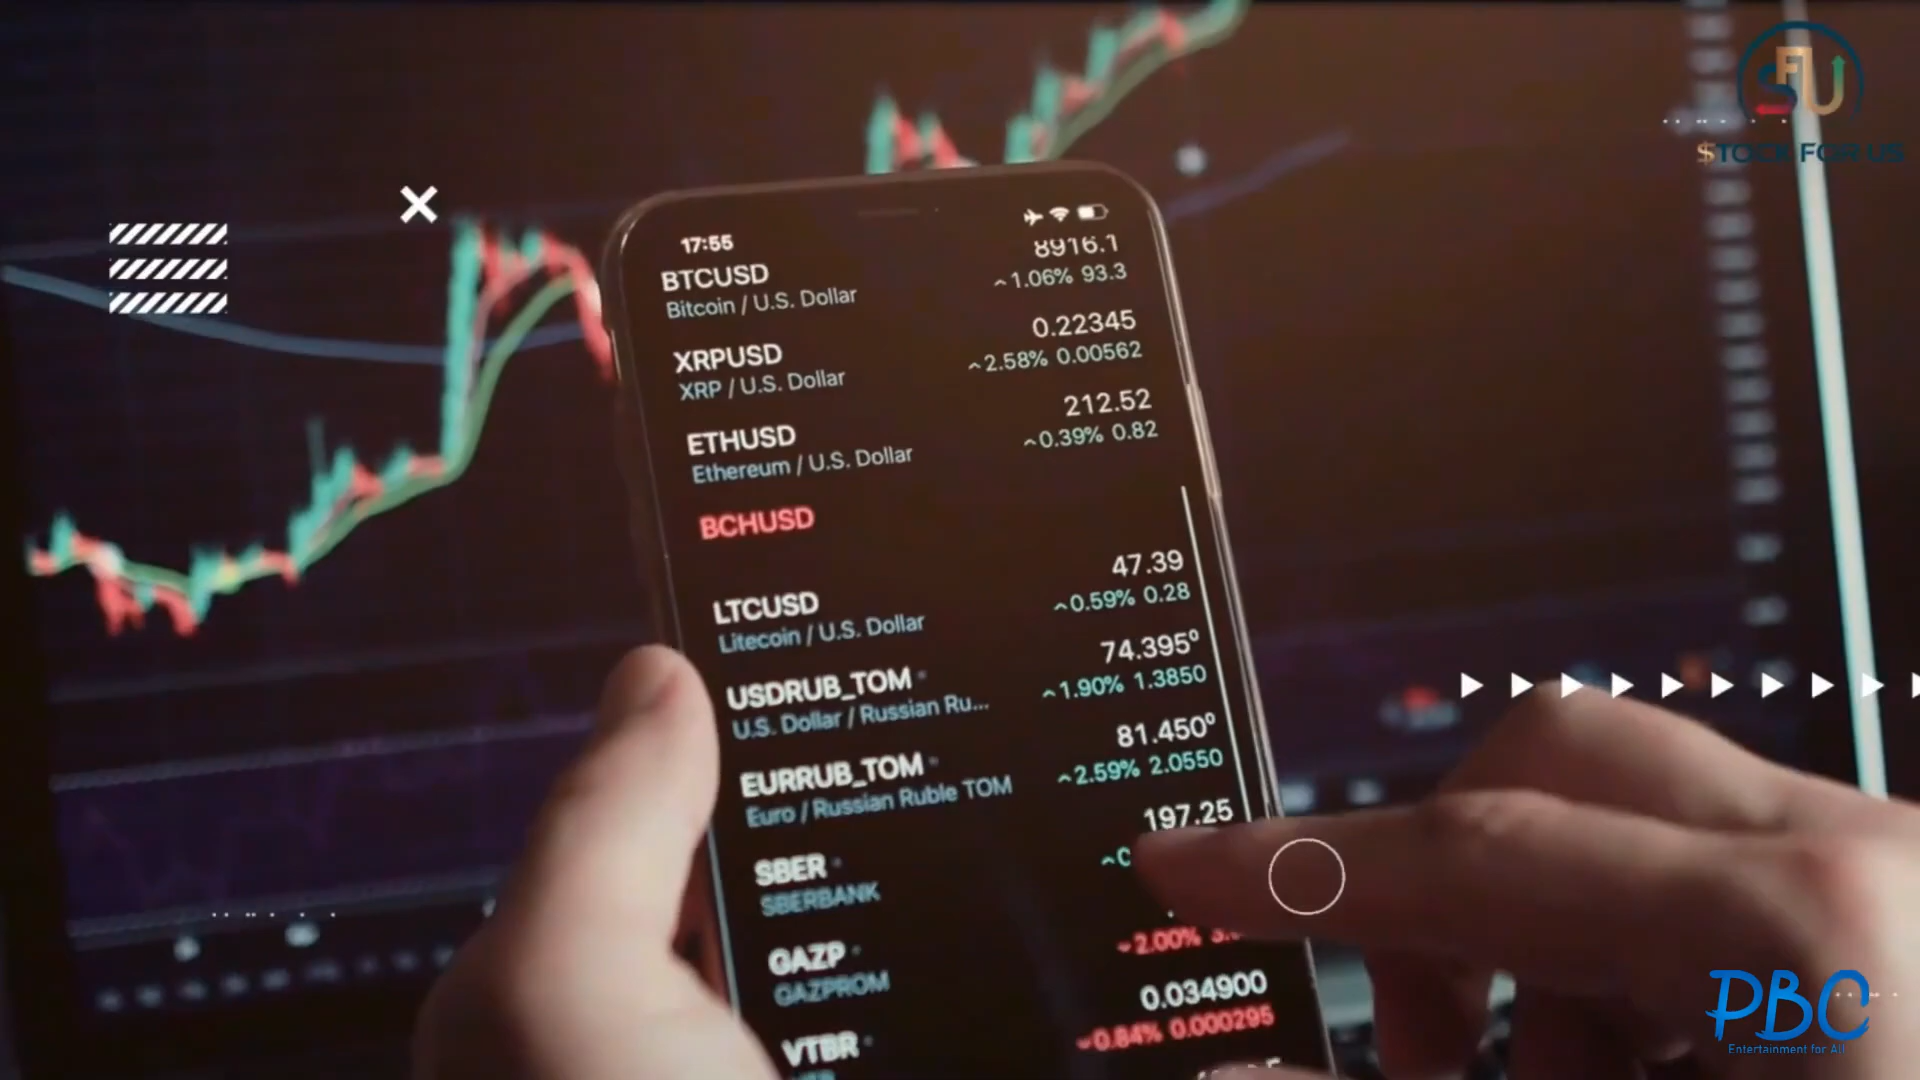 SFU
$TOCK FOR US
17:55
BTCUSD 8916.1
Bitcoin / U.S. Dollar 1.06% 93.3
XRPUSD 0.22345
XRP / U.S. Dollar 2.58% 0.00562
ETHUSD 212.52
Ethereum / U.S. Dollar 0.39% 0.82
BCHUSD
LTCUSD 47.39
Litecoin / U.S. Dollar 0.59% 0.28
USDRUB_TOM 74.395⁰
U.S. Dollar / Russian Ru... 1.90% 1.3850
EURRUB_TOM 81.450⁰
Euro / Russian Ruble TOM 2.59% 2.0550
SBER 197.25
SBERBANK
GAZP
GAZPROM -2.00%
VTBR 0.034900
-0.84% 0.000295
PBC
Entertainment for All